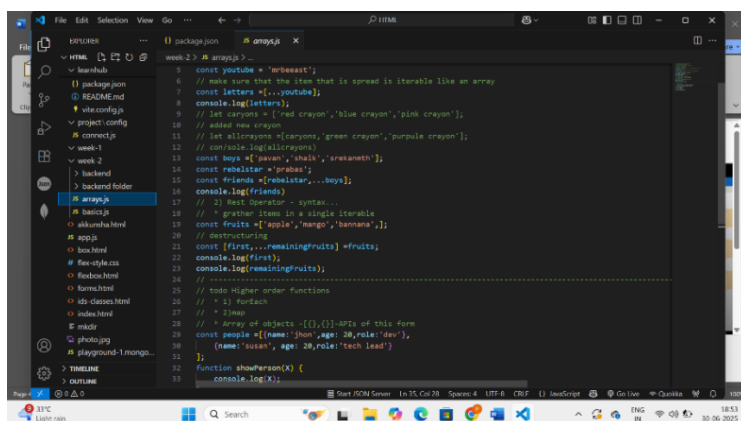 File Edit Selection View Go ... HTML
EXPLORER ...
{} package.json JS arrays.js
HTML
week-2 > JS arrays.js > ...
learnhub
{} package.json
README.md
vite.config.js
project\config
JS connect.js
week-1
week-2
backend
backend folder
JS arrays.js
JS basics.js
akkunsha.html
JS app.js
box.html
# flex-style.css
flexbox.html
forms.html
ids-classes.html
index.html
mkdir
photo.jpg
JS playground-1.mongo...
TIMELINE
OUTLINE
5 const youtube = 'mrbeeast';
6 // make sure that the item that is spread is iterable like an array
7 const letters =[...youtube];
8 console.log(letters);
9 // let caryons = ['red crayon','blue crayon','pink crayon'];
10 // added new crayon
11 // let allcrayons =[caryons,'green crayon','purpule crayon'];
12 // con/sole.log(allcrayons)
13 const boys =['pavan','shaik','srekanmth'];
14 const rebelstar ='prabas';
15 const friends =[rebelstar,...boys];
16 console.log(friends)
17 // 2) Rest Operator - syntax...
18 // * grather items in a single iterable
19 const fruits =['apple','mango','bannana',];
20 // destructuring
21 const [first,...remainingFruits] =fruits;
22 console.log(first);
23 console.log(remainingFruits);
24 // ------------------------------------------------------------
25 // todo Higher order functions
26 // * 1) forEach
27 // * 2)map
28 // * Array of objects -[{},{}]-APIs of this form
29 const people =[{name:'jhon',age: 20,role:'dev'},
30 {name:'susan', age: 20,role:'tech lead'}
31 ];
32 function showPerson(X) {
33 console.log(X);
0 0 Start JSON Server Ln 35, Col 28 Spaces: 4 UTF-8 CRLF {} JavaScript Go Live Quokka
33°C
Light rain
Search
ENG
IN
18:53
30-06-2025